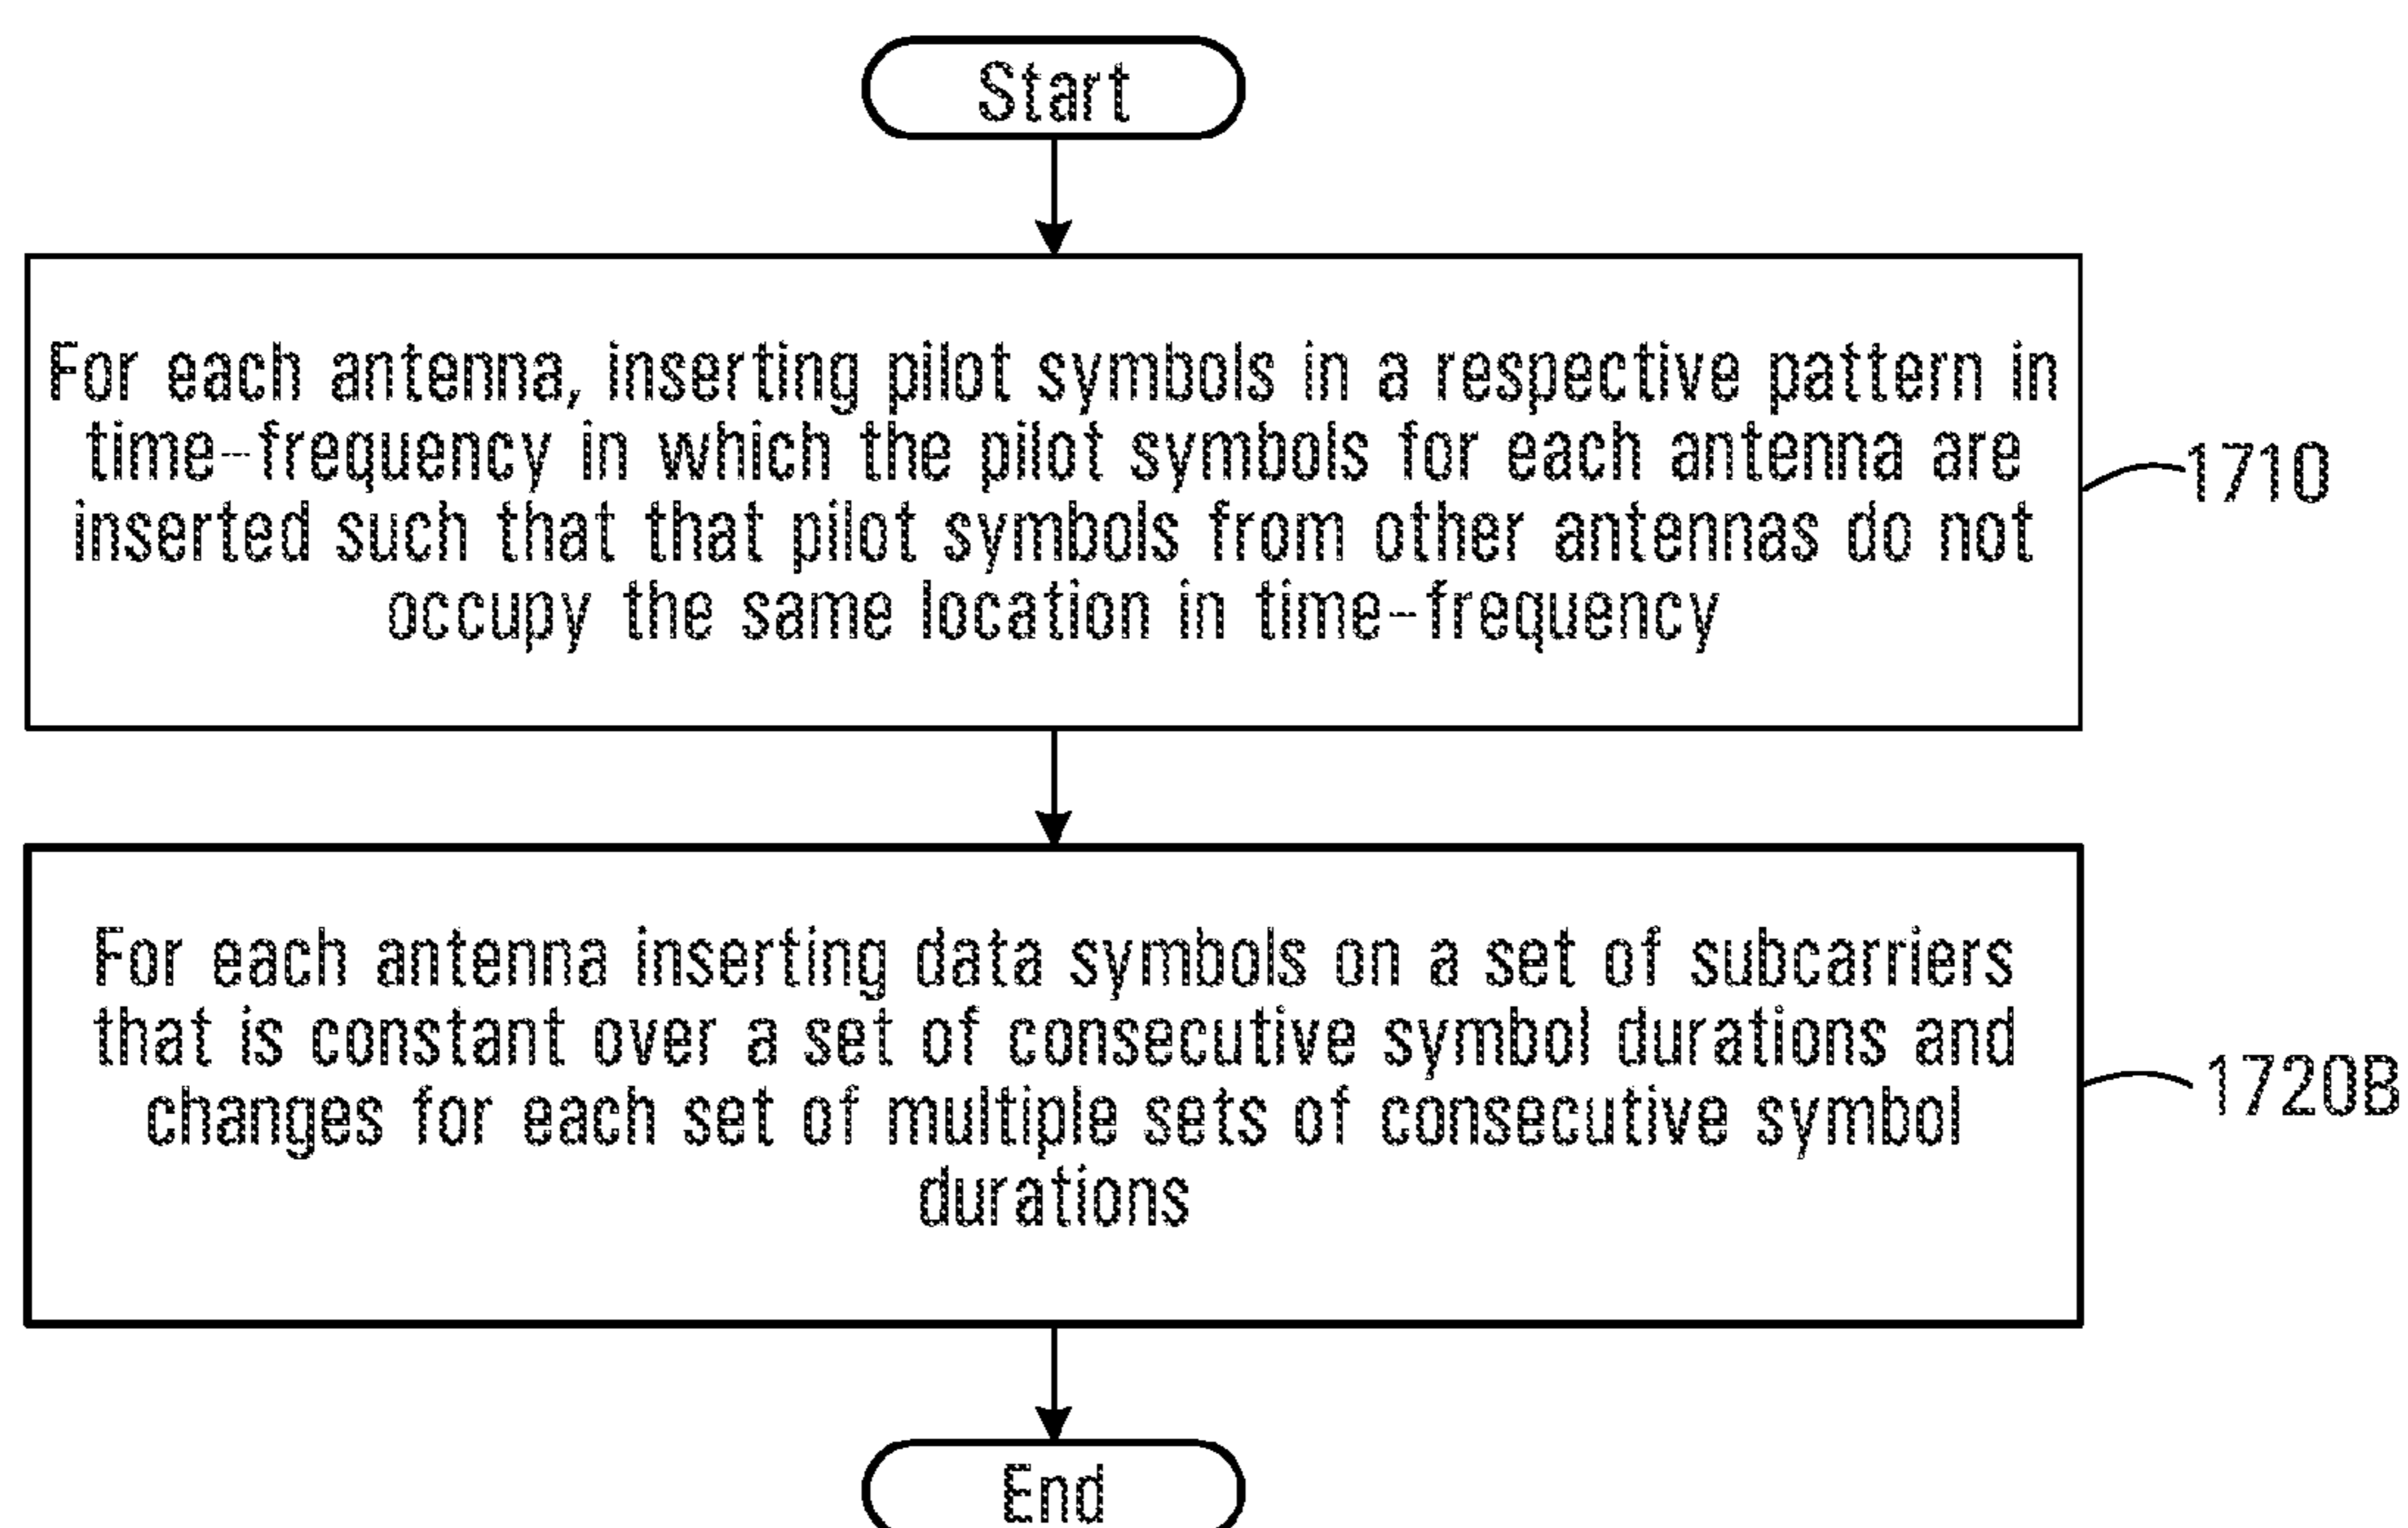 Start
For each antenna, inserting pilot symbols in a respective pattern in
time-frequency in which the pilot symbols for each antenna are
inserted such that that pilot symbols from other antennas do not
occupy the same location in time-frequency
1710
For each antenna inserting data symbols on a set of subcarriers
that is constant over a set of consecutive symbol durations and
changes for each set of multiple sets of consecutive symbol
durations
1720B
End